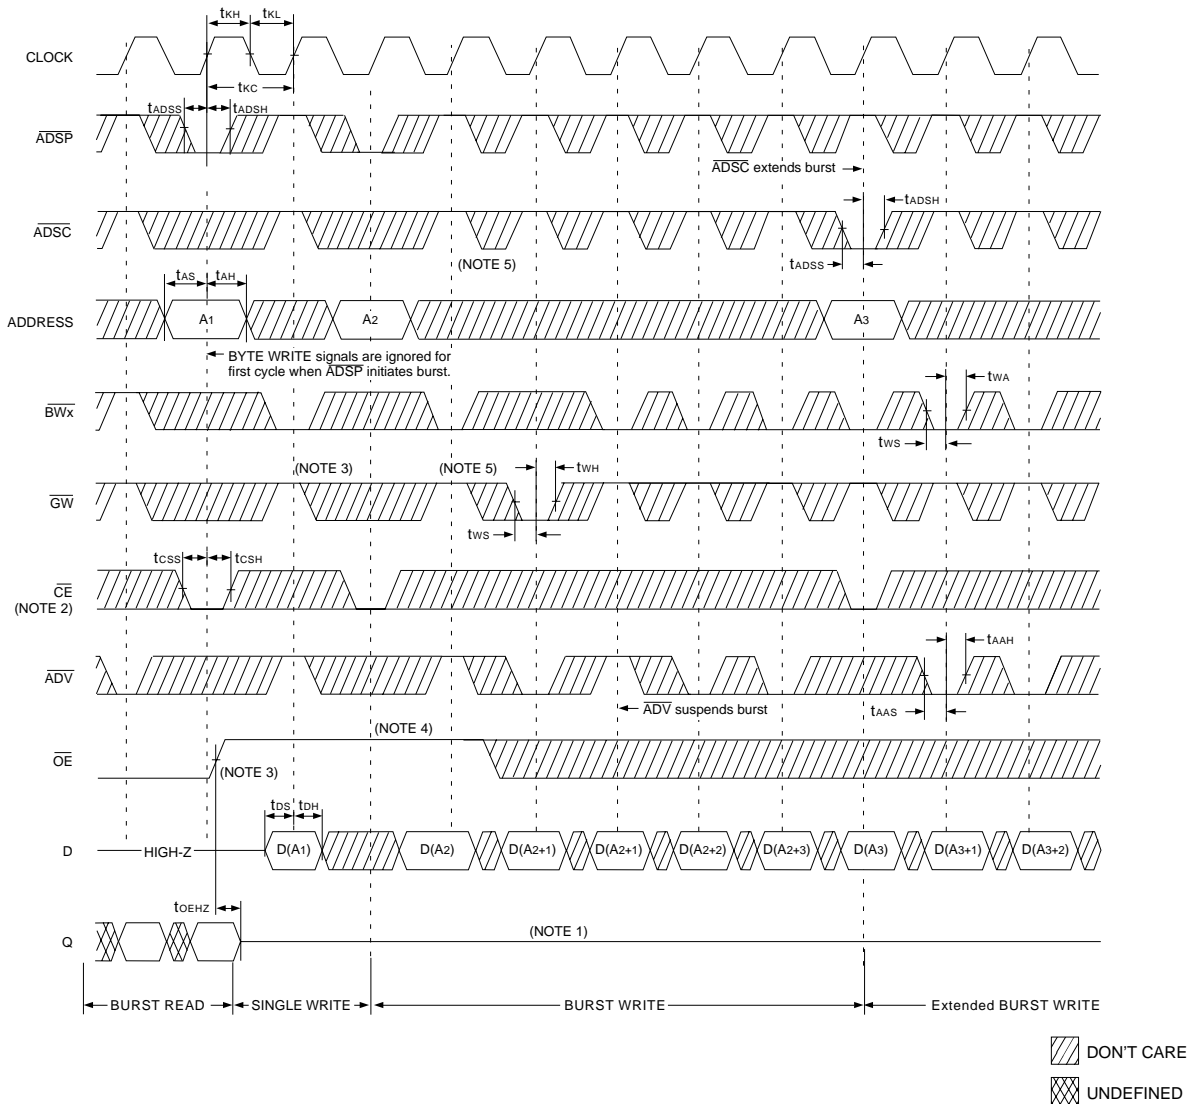 tKH tKL
CLOCK
tKC
tADSS tADSH
ADSP
ADSC extends burst
tADSH
ADSC
tADSS
(NOTE 5)
tAS tAH
ADDRESS A1 A2 A3
BYTE WRITE signals are ignored for
first cycle when ADSP initiates burst.
tWA
BWx
tWS
(NOTE 3) (NOTE 5) tWH
GW
tWS
tCSS tCSH
CE
(NOTE 2)
tAAH
ADV
ADV suspends burst
tAAS
(NOTE 4)
OE
(NOTE 3)
tDS tDH
D HIGH-Z D(A1) D(A2) D(A2+1) D(A2+1) D(A2+2) D(A2+3) D(A3) D(A3+1) D(A3+2)
tOEHZ
(NOTE 1)
Q
BURST READ SINGLE WRITE BURST WRITE Extended BURST WRITE
DON'T CARE
UNDEFINED